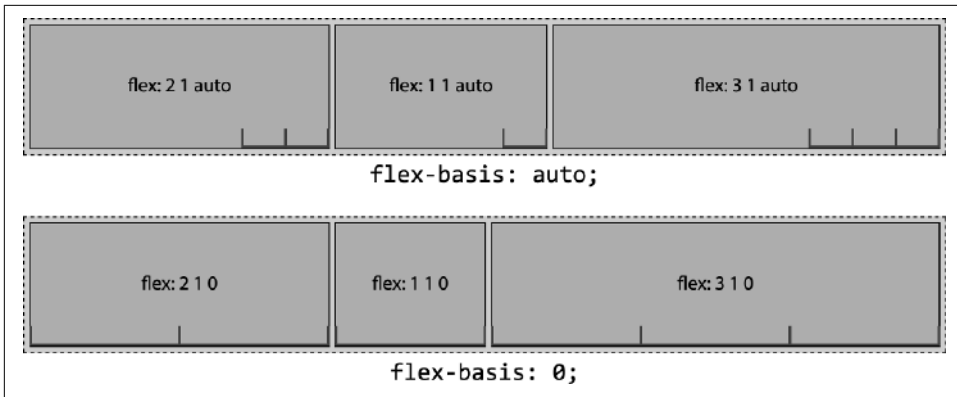 flex: 2 1 auto
flex: 1 1 auto
flex: 3 1 auto
flex-basis: auto;
flex: 2 1 0
flex: 1 1 0
flex: 3 1 0
flex-basis: 0;